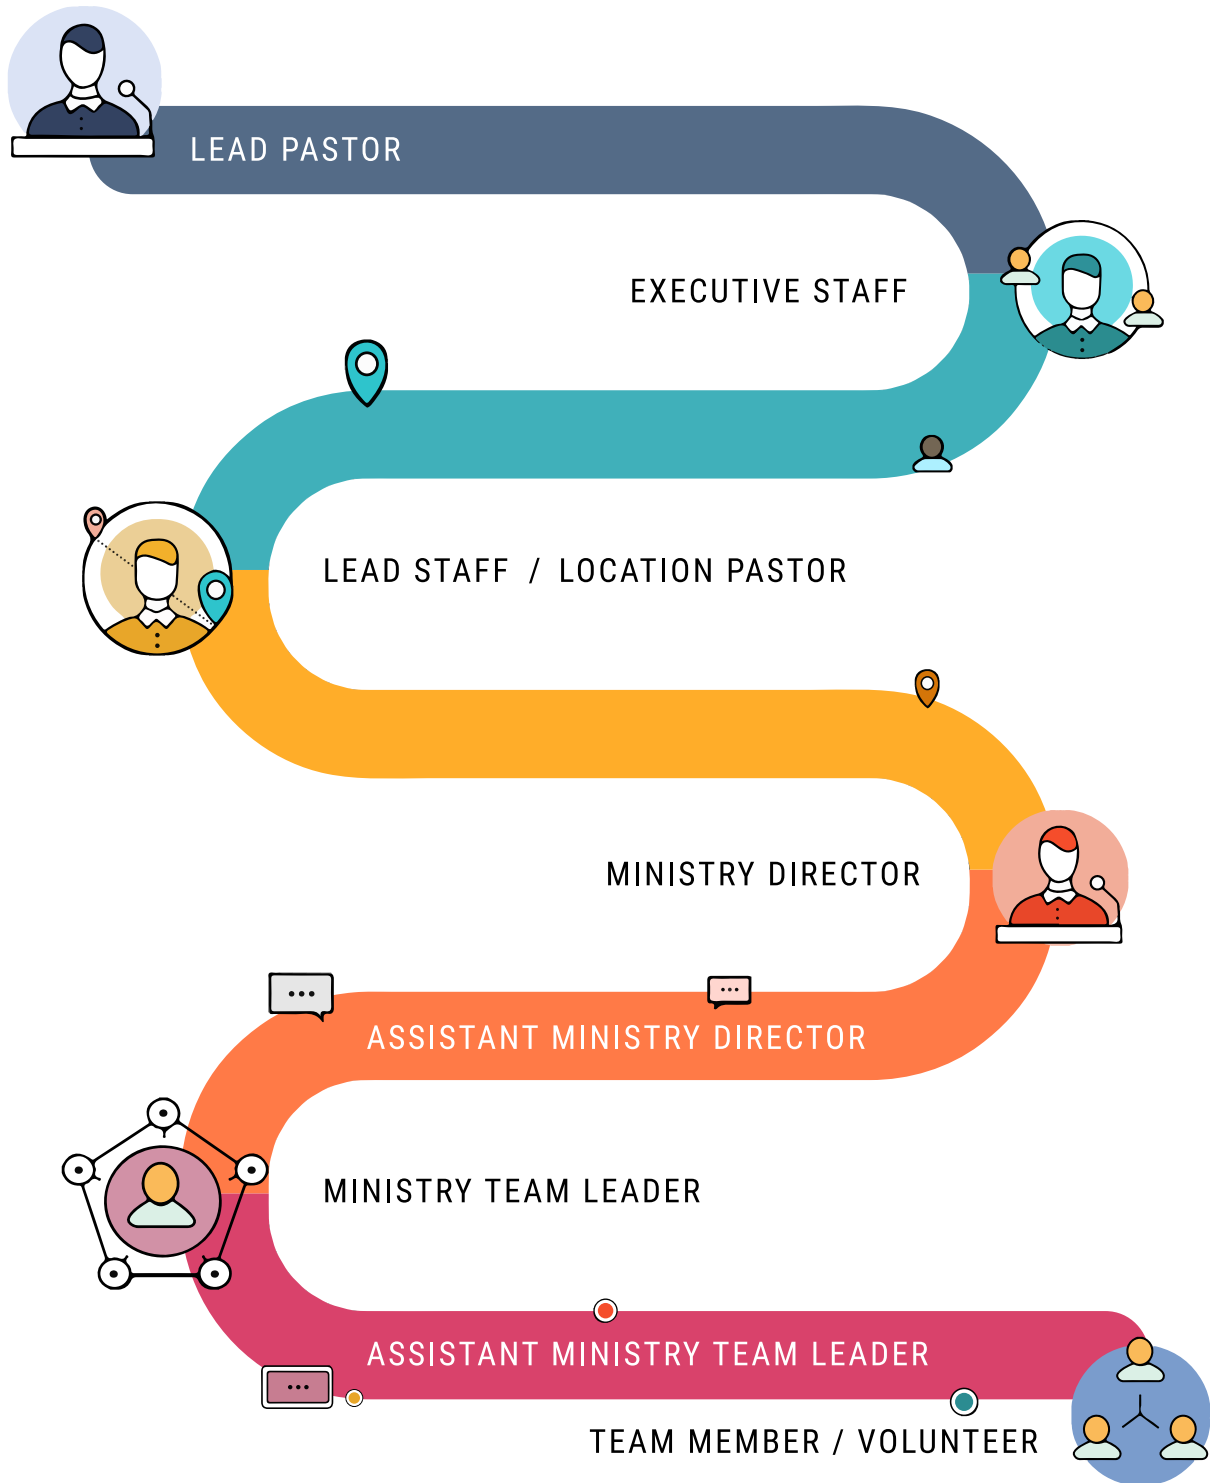 LEAD PASTOR
EXECUTIVE STAFF
LEAD STAFF / LOCATION PASTOR
MINISTRY DIRECTOR
ASSISTANT MINISTRY DIRECTOR
MINISTRY TEAM LEADER
ASSISTANT MINISTRY TEAM LEADER
TEAM MEMBER / VOLUNTEER